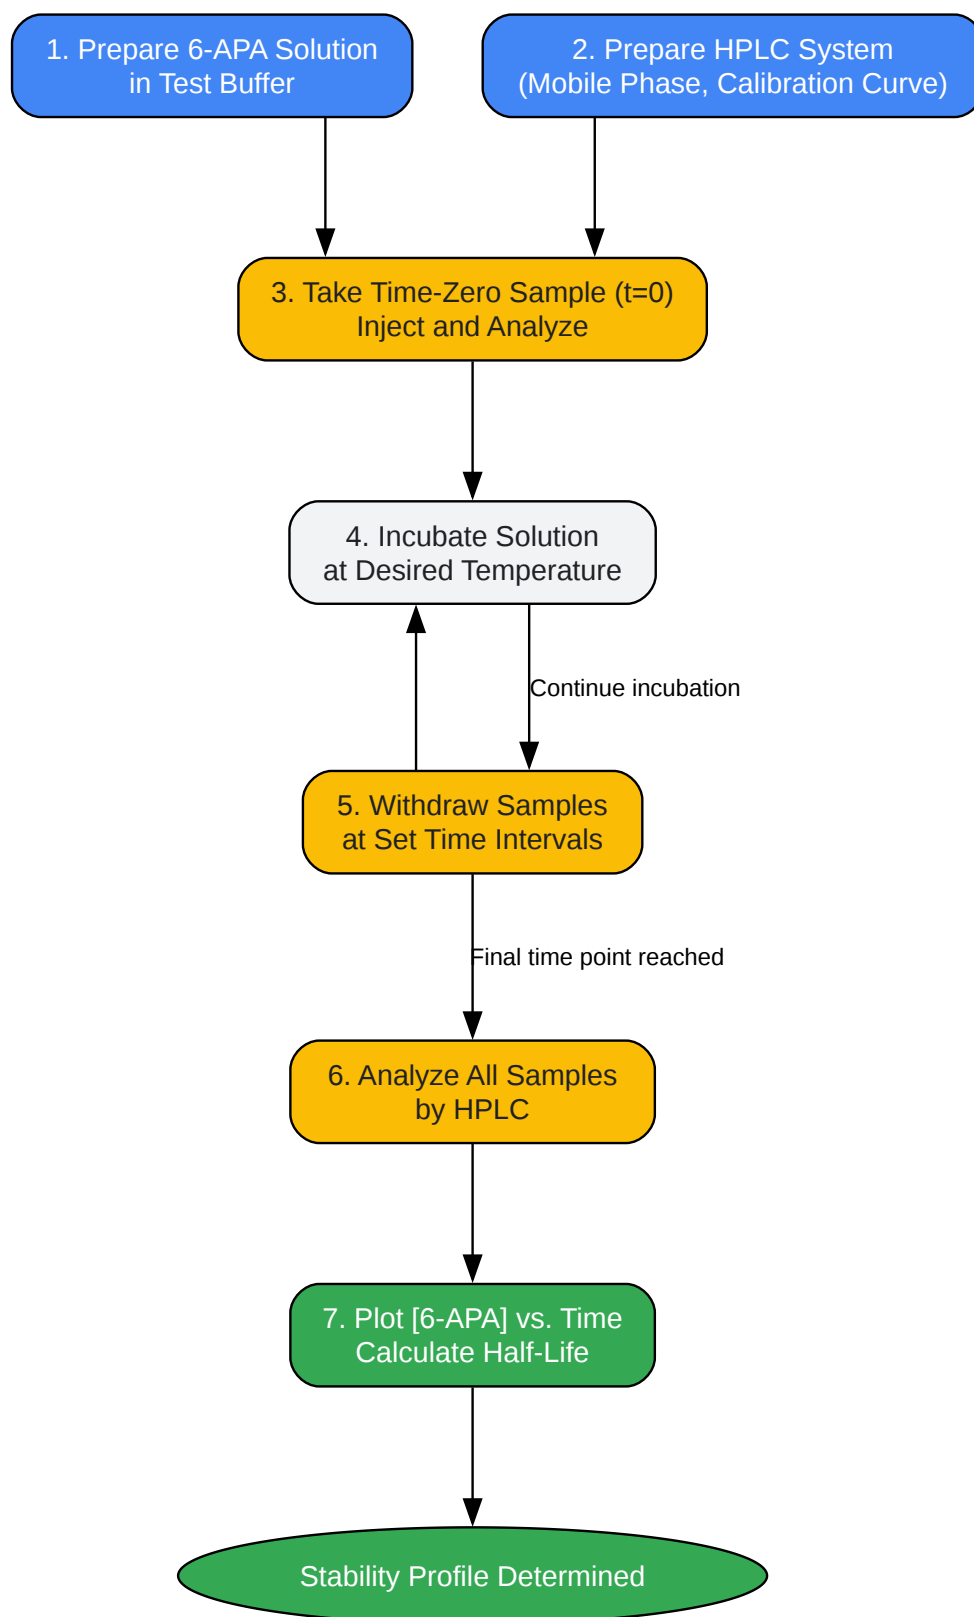 1. Prepare 6-APA Solution
in Test Buffer
2. Prepare HPLC System
(Mobile Phase, Calibration Curve)
3. Take Time-Zero Sample (t=0)
Inject and Analyze
4. Incubate Solution
at Desired Temperature
Continue incubation
5. Withdraw Samples
at Set Time Intervals
Final time point reached
6. Analyze All Samples
by HPLC
7. Plot [6-APA] vs. Time
Calculate Half-Life
Stability Profile Determined